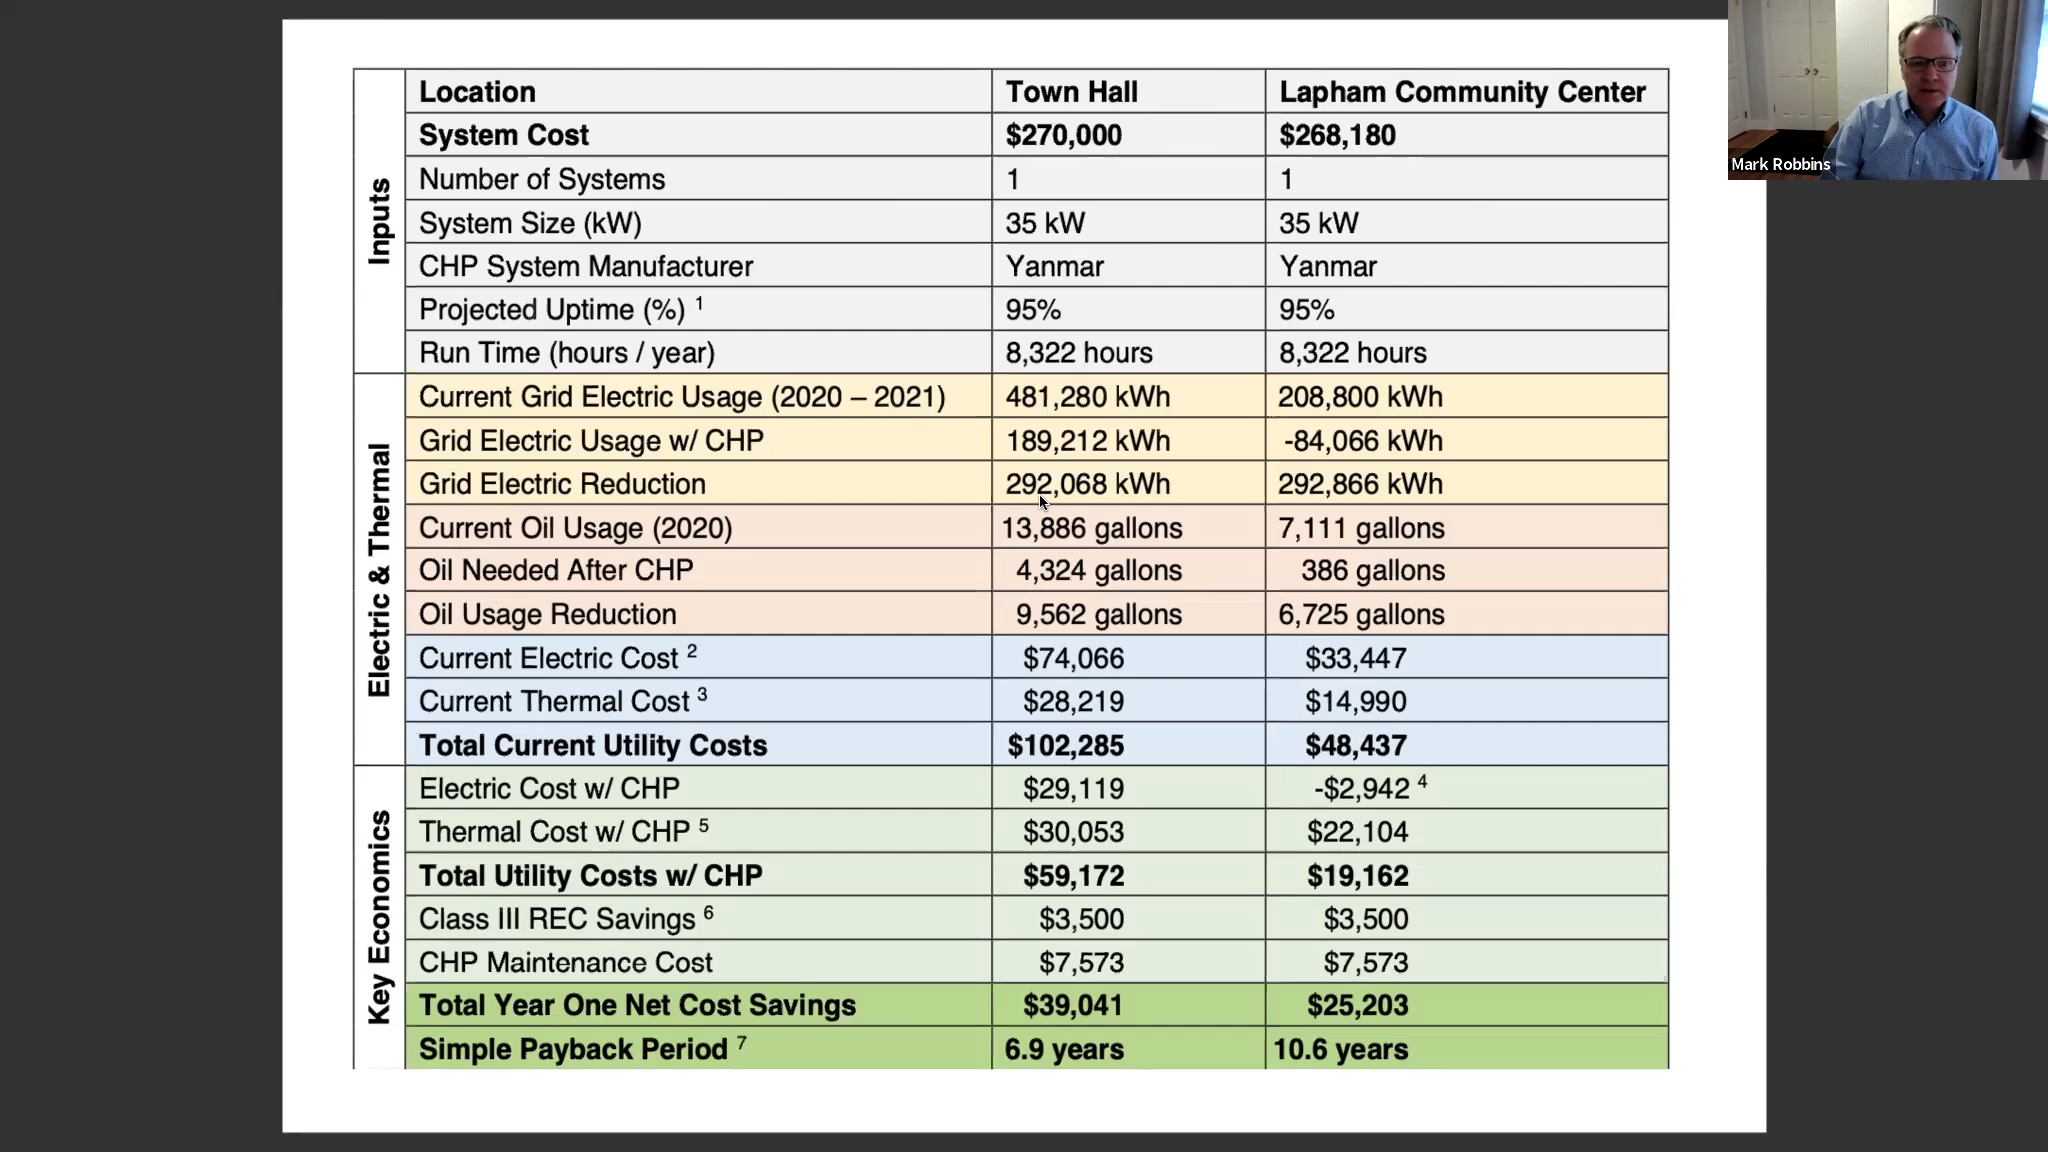 Inputs
Location Town Hall Lapham Community Center
System Cost $270,000 $268,180
Number of Systems 1 1
System Size (kW) 35 kW 35 kW
CHP System Manufacturer Yanmar Yanmar
Projected Uptime (%) 1 95% 95%
Run Time (hours / year) 8,322 hours 8,322 hours
Electric & Thermal
Current Grid Electric Usage (2020 – 2021) 481,280 kWh 208,800 kWh
Grid Electric Usage w/ CHP 189,212 kWh -84,066 kWh
Grid Electric Reduction 292,068 kWh 292,866 kWh
Current Oil Usage (2020) 13,886 gallons 7,111 gallons
Oil Needed After CHP 4,324 gallons 386 gallons
Oil Usage Reduction 9,562 gallons 6,725 gallons
Current Electric Cost 2 $74,066 $33,447
Current Thermal Cost 3 $28,219 $14,990
Total Current Utility Costs $102,285 $48,437
Key Economics
Electric Cost w/ CHP $29,119 -$2,942 4
Thermal Cost w/ CHP 5 $30,053 $22,104
Total Utility Costs w/ CHP $59,172 $19,162
Class III REC Savings 6 $3,500 $3,500
CHP Maintenance Cost $7,573 $7,573
Total Year One Net Cost Savings $39,041 $25,203
Simple Payback Period 7 6.9 years 10.6 years
Mark Robbins